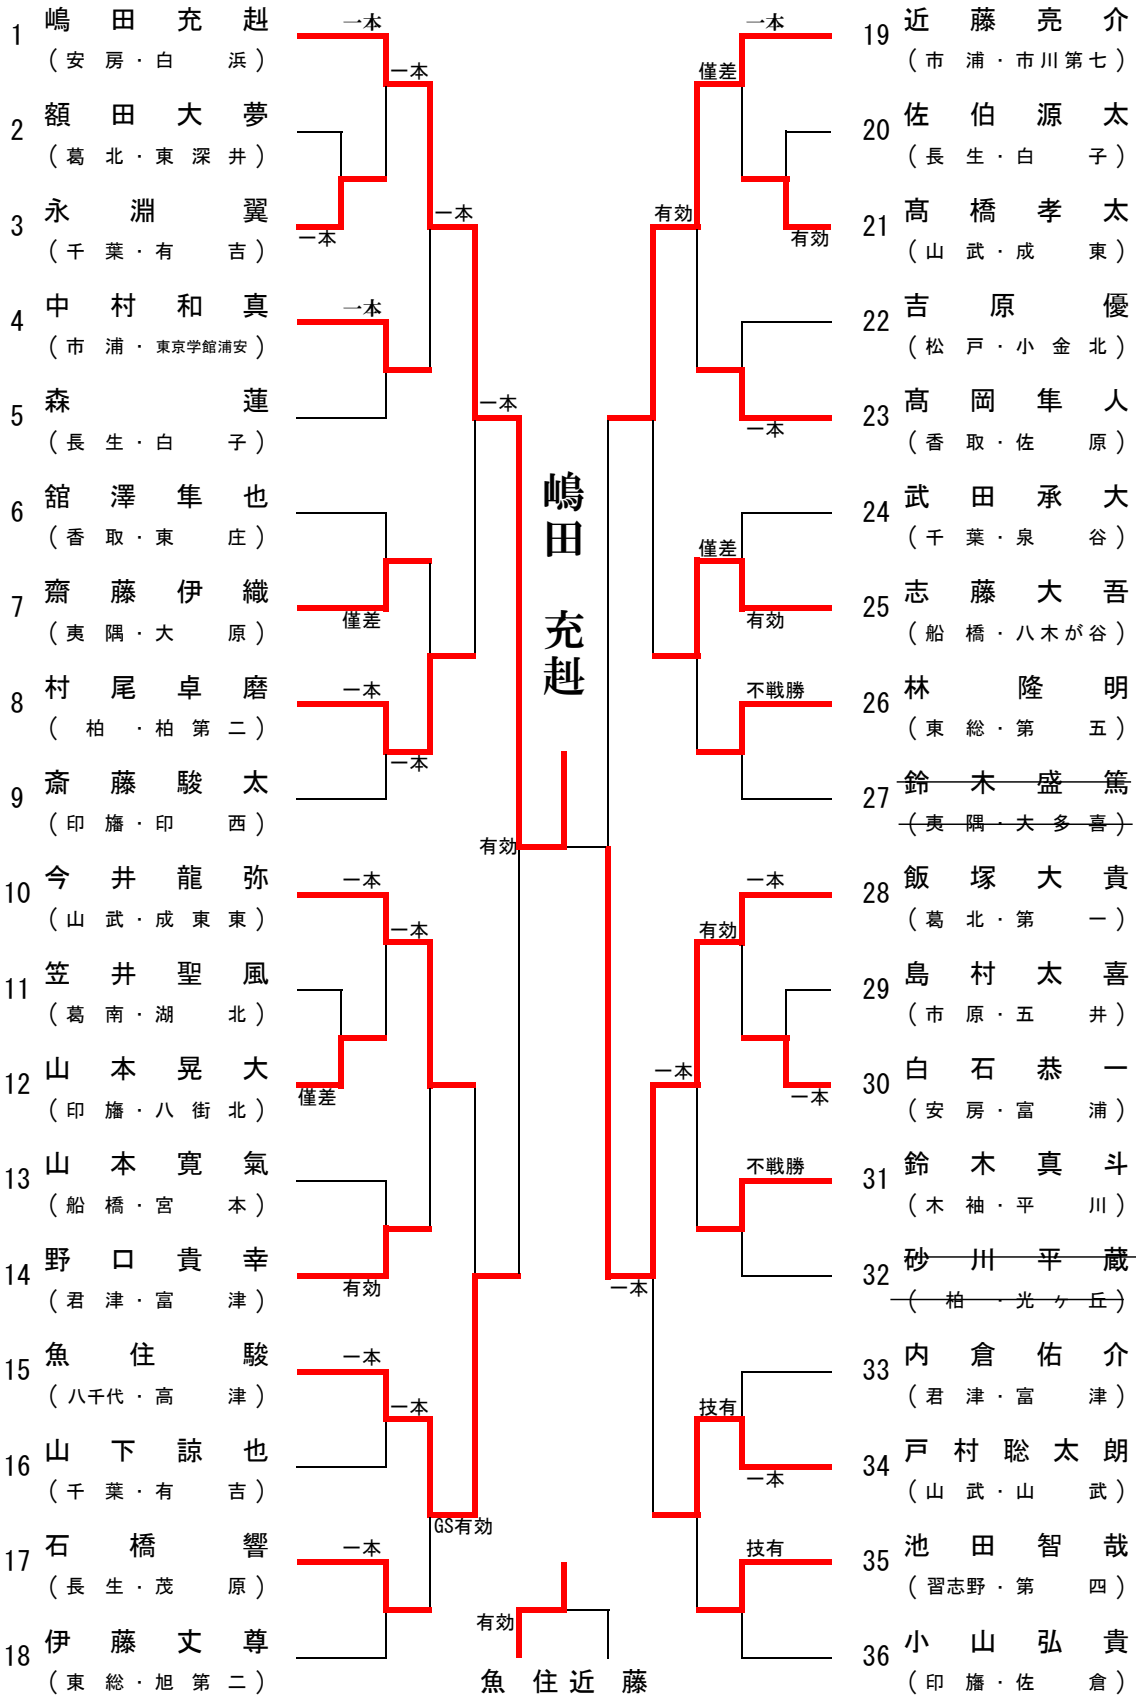 1 嶋田充赳
(安房・白浜)
2 額田大夢
(葛北・東深井)
3 永淵翼
(千葉・有吉)
4 中村和真
(市浦・東京学館浦安)
5 森蓮
(長生・白子)
6 舘澤隼也
(香取・東庄)
7 齋藤伊織
(夷隅・大原)
8 村尾卓磨
(柏・柏第二)
9 斎藤駿太
(印旛・印西)
10 今井龍弥
(山武・成東東)
11 笠井聖風
(葛南・湖北)
12 山本晃大
(印旛・八街北)
13 山本寛氣
(船橋・宮本)
14 野口貴幸
(君津・富津)
15 魚住駿
(八千代・高津)
16 山下諒也
(千葉・有吉)
17 石橋響
(長生・茂原)
18 伊藤丈尊
(東総・旭第二)
一本
一本
一本
一本
一本
一本
僅差
一本
一本
有効
一本
一本
僅差
有効
一本
一本
GS有効
一本
嶋田充赳
有効
魚住近藤
一本
僅差
有効
有効
一本
僅差
有効
不戦勝
一本
有効
一本
一本
不戦勝
一本
技有
一本
技有
19 近藤亮介
(市浦・市川第七)
20 佐伯源太
(長生・白子)
21 髙橋孝太
(山武・成東)
22 吉原優
(松戸・小金北)
23 髙岡隼人
(香取・佐原)
24 武田承大
(千葉・泉谷)
25 志藤大吾
(船橋・八木が谷)
26 林隆明
(東総・第五)
27 鈴木盛篤
(夷隅・大多喜)
28 飯塚大貴
(葛北・第一)
29 島村太喜
(市原・五井)
30 白石恭一
(安房・富浦)
31 鈴木真斗
(木袖・平川)
32 砂川平蔵
(柏・光ヶ丘)
33 内倉佑介
(君津・富津)
34 戸村聡太朗
(山武・山武)
35 池田智哉
(習志野・第四)
36 小山弘貴
(印旛・佐倉)